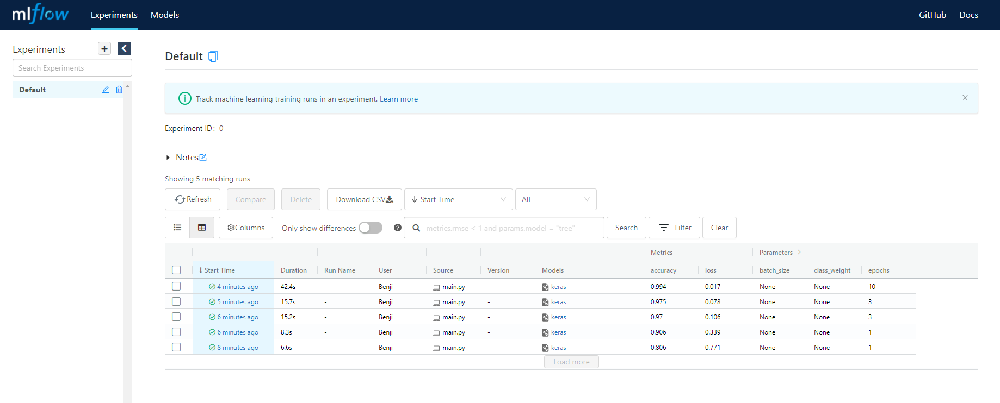 mlflow Experiments Models GitHub Docs
Experiments
Search Experiments
Default
Default
Track machine learning training runs in an experiment. Learn more
Experiment ID: 0
Notes
Showing 5 matching runs
Refresh Compare Delete Download CSV Start Time All
Columns Only show differences metrics.rmse < 1 and params.model = "tree" Search Filter Clear
Metrics Parameters
Start Time Duration Run Name User Source Version Models accuracy loss batch_size class_weight epochs
4 minutes ago 42.4s - Benji main.py - keras 0.994 0.017 None None 10
5 minutes ago 15.7s - Benji main.py - keras 0.975 0.078 None None 3
6 minutes ago 15.2s - Benji main.py - keras 0.97 0.106 None None 3
6 minutes ago 8.3s - Benji main.py - keras 0.906 0.339 None None 1
8 minutes ago 6.6s - Benji main.py - keras 0.806 0.771 None None 1
Load more